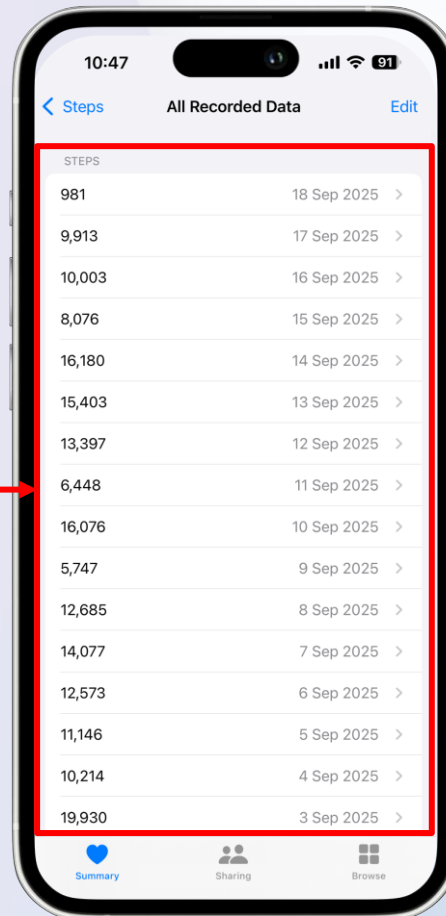 10:47 91
Steps All Recorded Data Edit
STEPS
981 18 Sep 2025
9,913 17 Sep 2025
10,003 16 Sep 2025
8,076 15 Sep 2025
16,180 14 Sep 2025
15,403 13 Sep 2025
13,397 12 Sep 2025
6,448 11 Sep 2025
16,076 10 Sep 2025
5,747 9 Sep 2025
12,685 8 Sep 2025
14,077 7 Sep 2025
12,573 6 Sep 2025
11,146 5 Sep 2025
10,214 4 Sep 2025
19,930 3 Sep 2025
Summary Sharing Browse